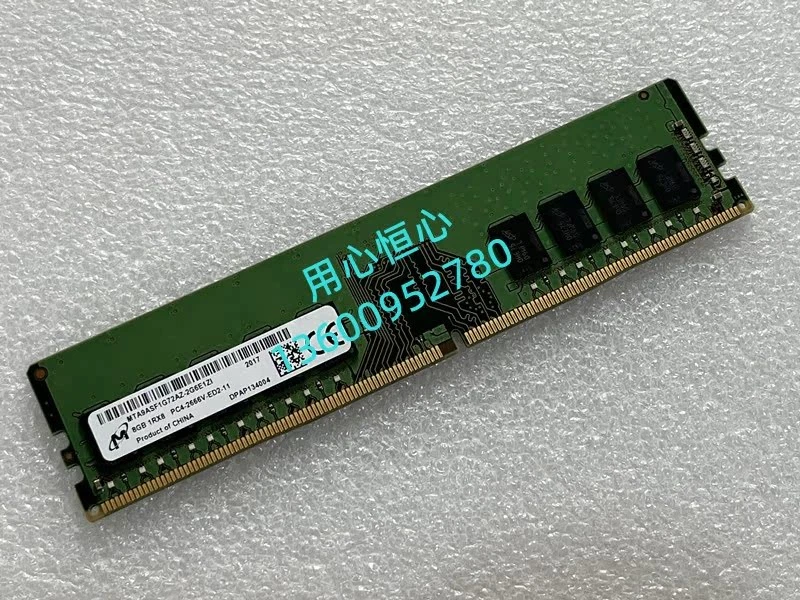 用心恒心
13600952780
MTA9ASF1G72AZ-2G6E1ZI
2017
8GB 1RX8 PC4-2666V-ED2-11
DPAP134004
Product of CHINA